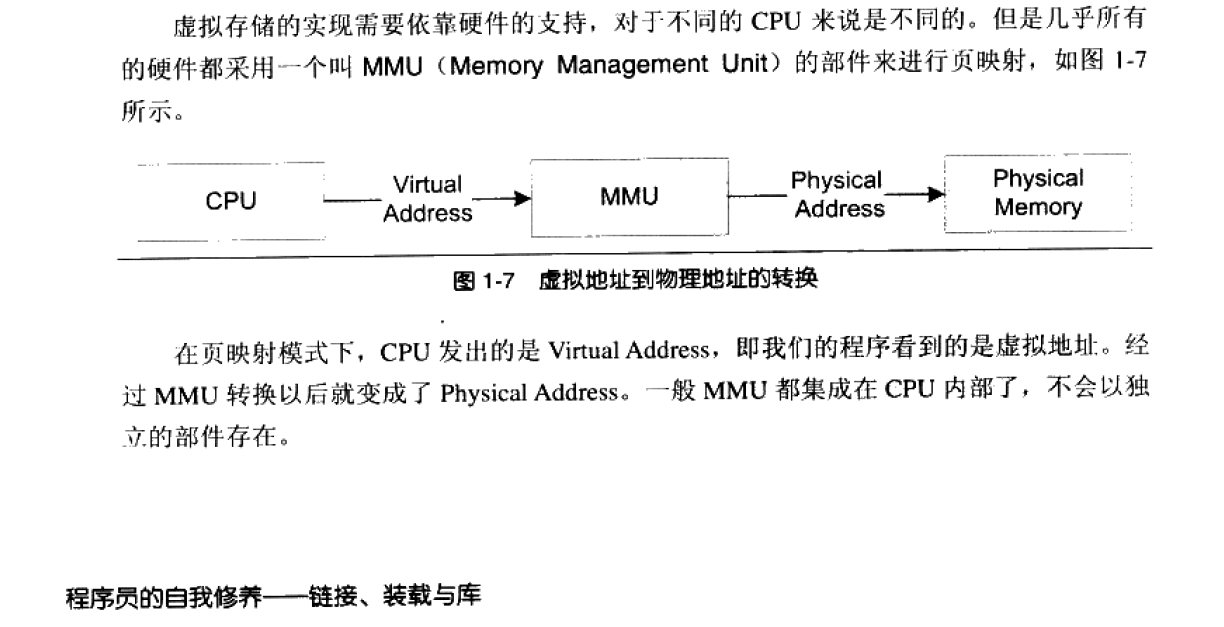 虚拟存储的实现需要依靠硬件的支持，对于不同的 CPU 来说是不同的。但是几乎所有
的硬件都采用一个叫 MMU（Memory Management Unit）的部件来进行页映射，如图 1-7
所示。
CPU
Virtual
Address
MMU
Physical
Address
Physical
Memory
图 1-7 虚拟地址到物理地址的转换
在页映射模式下，CPU 发出的是 Virtual Address，即我们的程序看到的是虚拟地址。经
过 MMU 转换以后就变成了 Physical Address。一般 MMU 都集成在 CPU 内部了，不会以独
立的部件存在。
程序员的自我修养——链接、装载与库